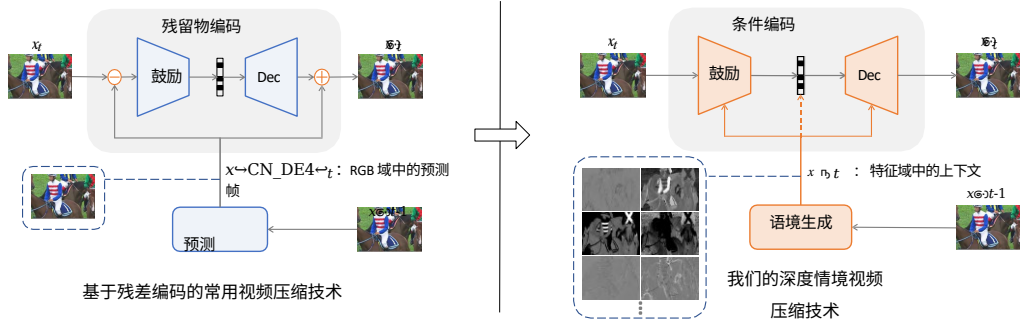 残留物编码
x_t
鼓励
Dec
x↪CN_DE4↩_t：RGB 域中的预测
帧
预测
基于残差编码的常用视频压缩技术
条件编码
x_t
鼓励
Dec
t ： 特征域中的上下文
语境生成
我们的深度情境视频
压缩技术